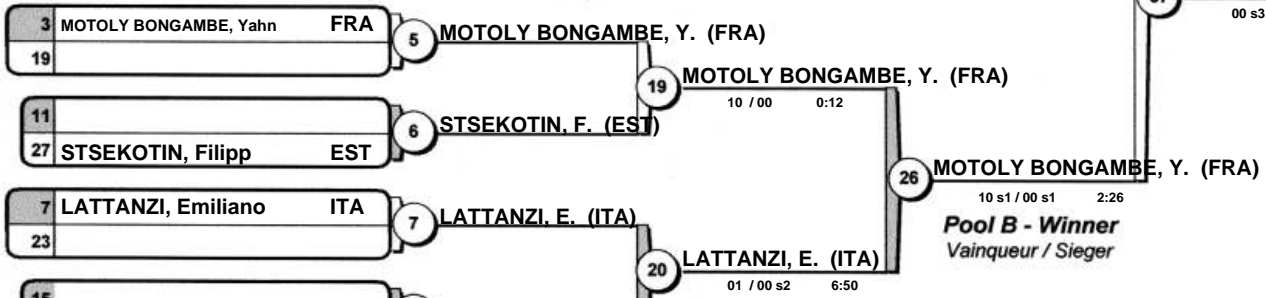 3 MOTOLY BONGAMBE, Yahn FRA
19
5 MOTOLY BONGAMBE, Y. (FRA)
19 MOTOLY BONGAMBE, Y. (FRA)
10 / 00 0:12
00 s3
11
27 STSEKOTIN, Filipp EST
6 STSEKOTIN, F. (EST)
26 MOTOLY BONGAMBE, Y. (FRA)
10 s1 / 00 s1 2:26
Pool B - Winner
Vainqueur / Sieger
7 LATTANZI, Emiliano ITA
23
7 LATTANZI, E. (ITA)
20 LATTANZI, E. (ITA)
01 / 00 s2 6:50